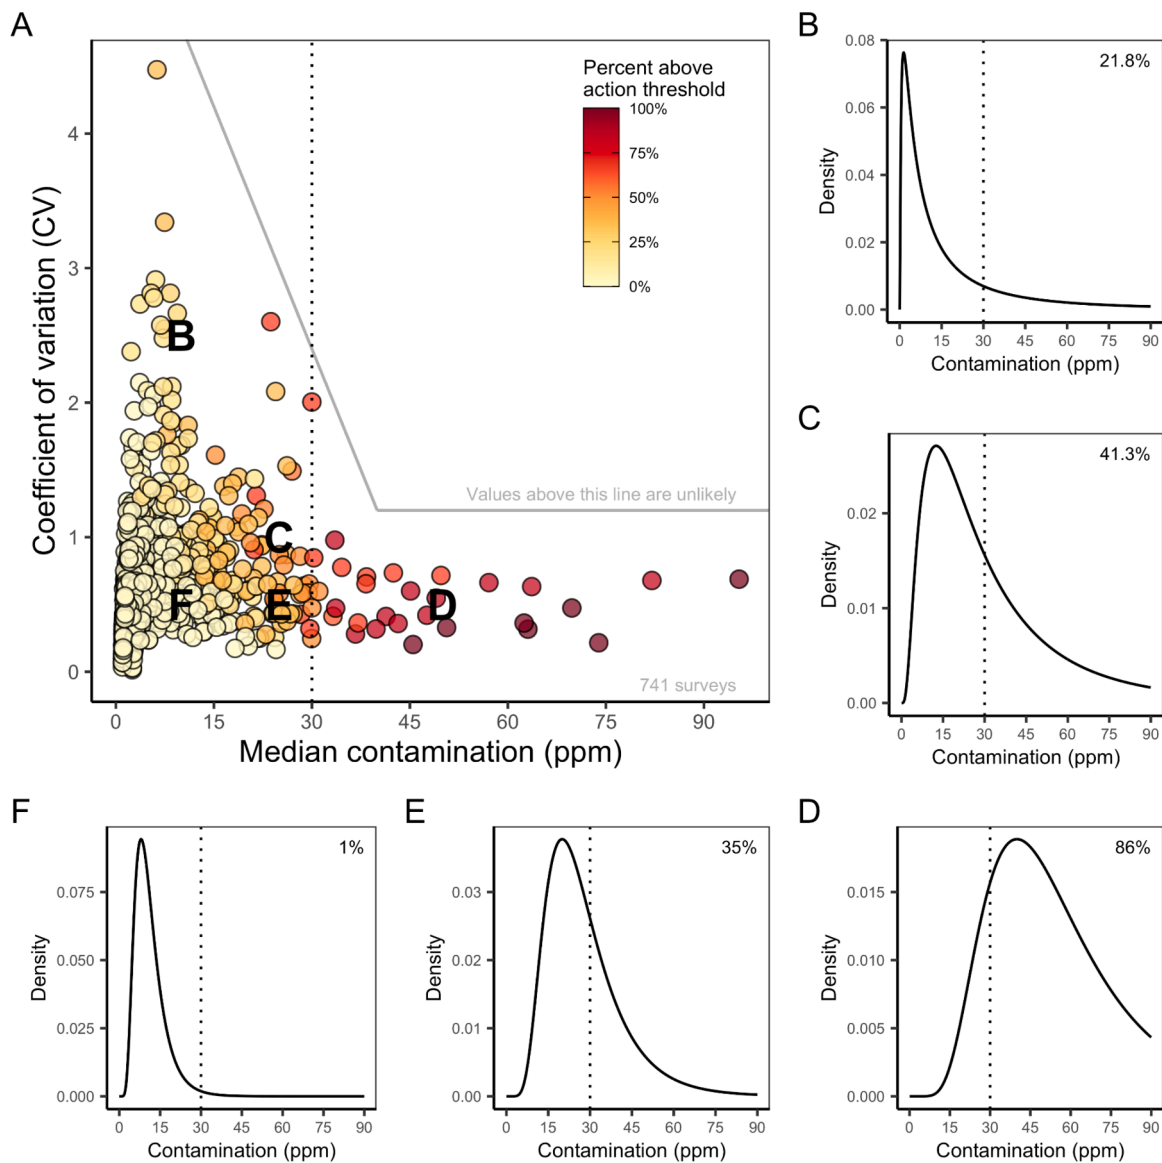 A
Coefficient of variation (CV)
4
3
2
1
0
0 15 30 45 60 75 90
Median contamination (ppm)
Percent above
action threshold
100%
75%
50%
25%
0%
B
C
F
E
D
Values above this line are unlikely
741 surveys
B
21.8%
Density
0.08
0.06
0.04
0.02
0.00
0 15 30 45 60 75 90
Contamination (ppm)
C
41.3%
Density
0.02
0.01
0.00
0 15 30 45 60 75 90
Contamination (ppm)
F
1%
Density
0.075
0.050
0.025
0.000
0 15 30 45 60 75 90
Contamination (ppm)
E
35%
Density
0.03
0.02
0.01
0.00
0 15 30 45 60 75 90
Contamination (ppm)
D
86%
Density
0.015
0.010
0.005
0.000
0 15 30 45 60 75 90
Contamination (ppm)